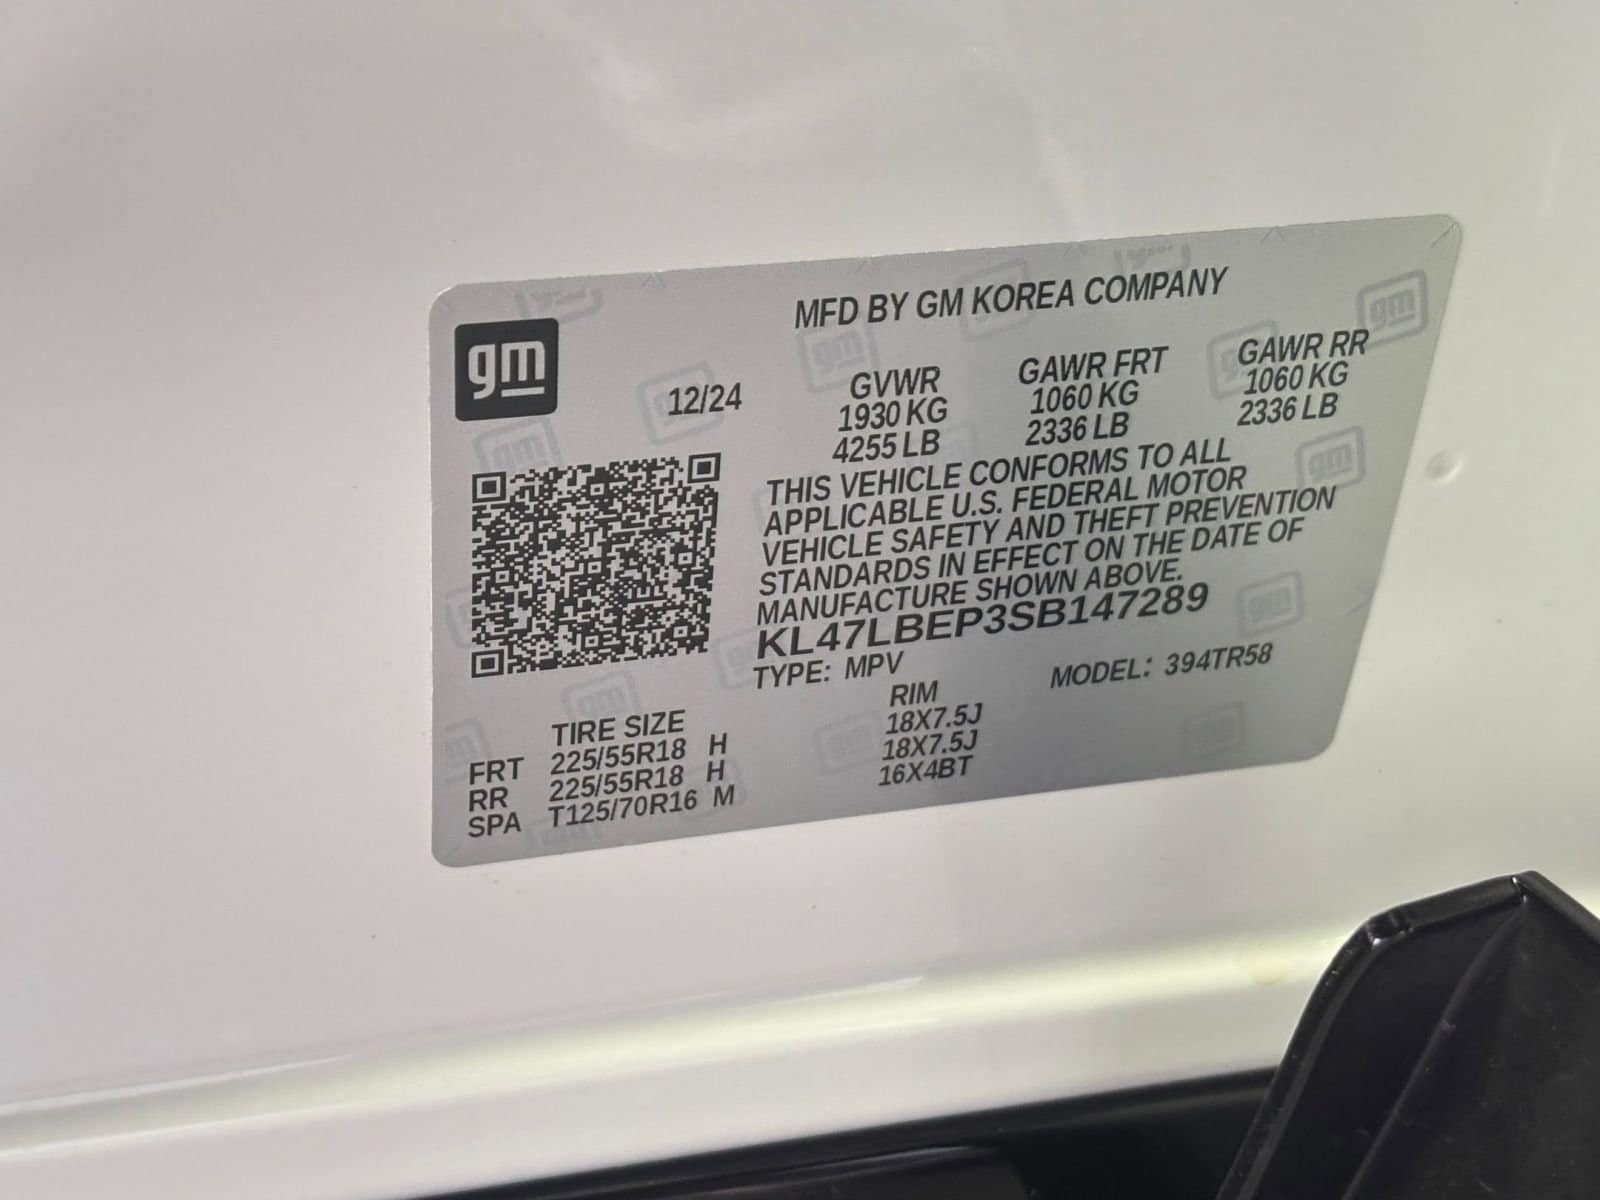 MFD BY GM KOREA COMPANY
gm
12/24
GVWR GAWR FRT GAWR RR
1930 KG 1060 KG 1060 KG
4255 LB 2336 LB 2336 LB
THIS VEHICLE CONFORMS TO ALL
APPLICABLE U.S. FEDERAL MOTOR
VEHICLE SAFETY AND THEFT PREVENTION
STANDARDS IN EFFECT ON THE DATE OF
MANUFACTURE SHOWN ABOVE.
KL47LBEP3SB147289
TYPE: MPV MODEL: 394TR58
TIRE SIZE RIM
FRT 225/55R18 H 18X7.5J
RR 225/55R18 H 18X7.5J
SPA T125/70R16 M 16X4BT